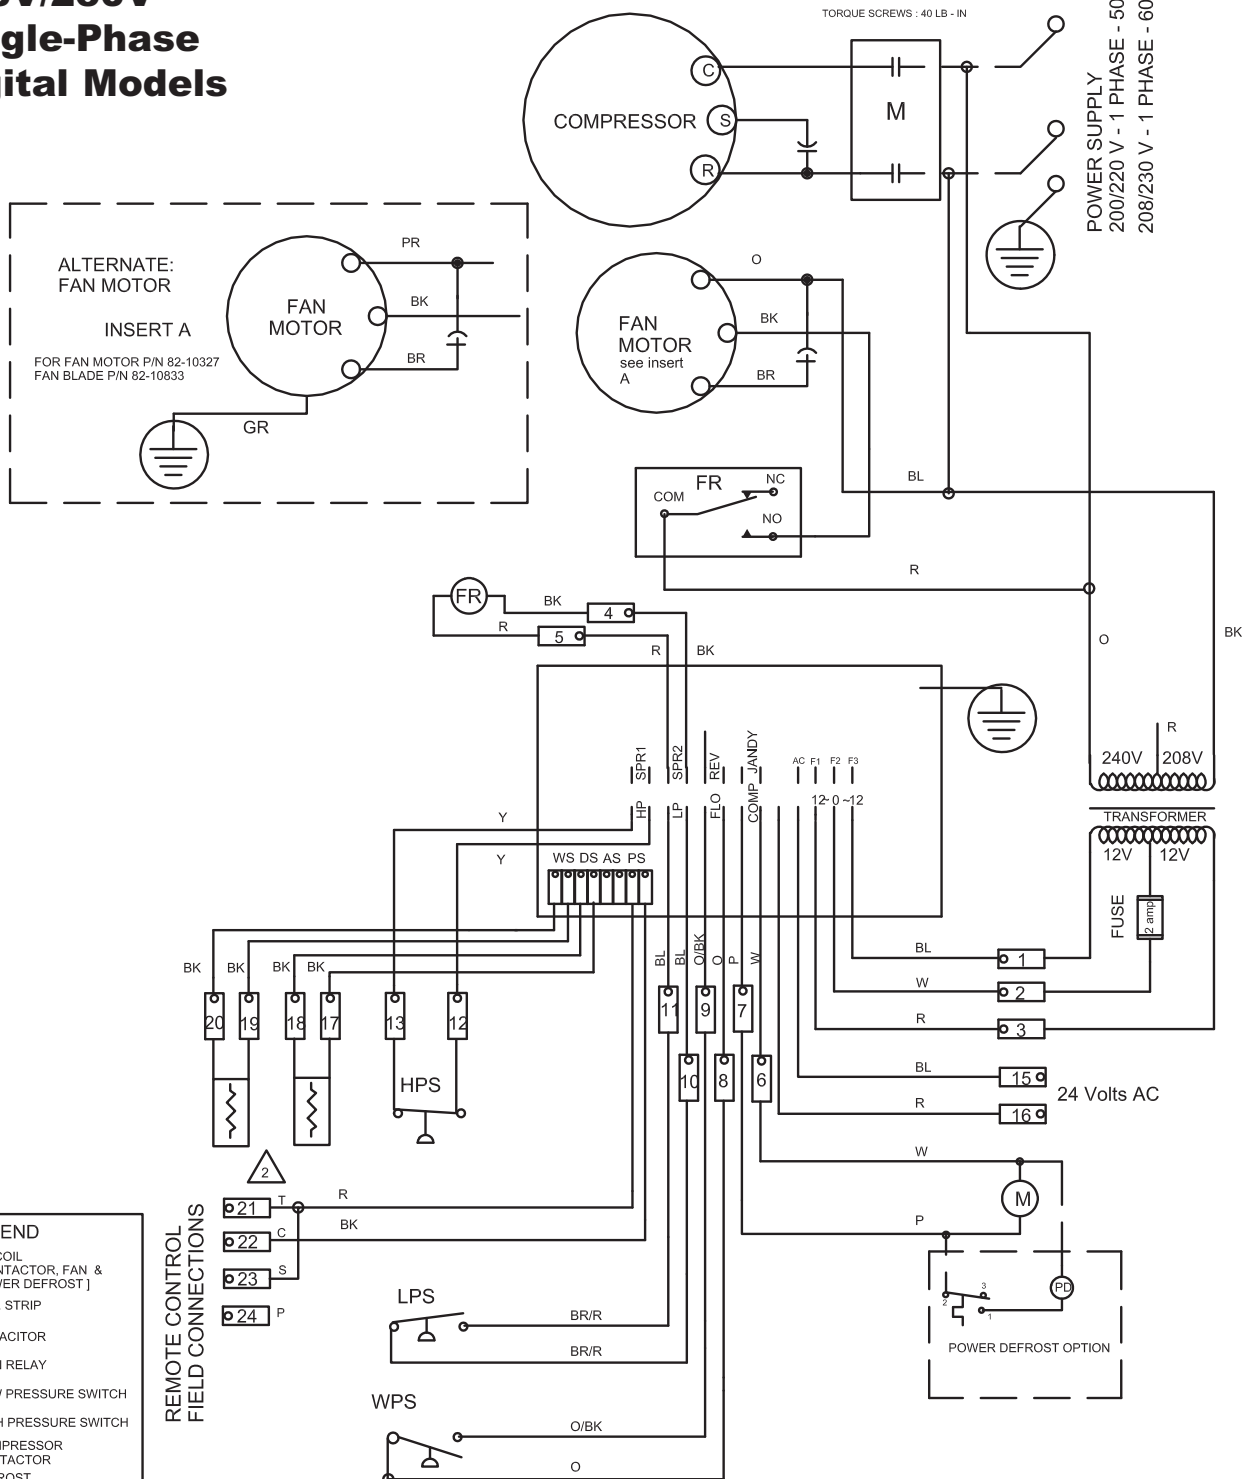 gle-Phase
ital Models
TORQUE SCREWS : 40 LB - IN
COMPRESSOR
C
S
R
M
POWER SUPPLY
200/220 V - 1 PHASE - 50
208/230 V - 1 PHASE - 60
ALTERNATE:
FAN MOTOR
INSERT A
FOR FAN MOTOR P/N 82-10327
FAN BLADE P/N 82-10833
FAN
MOTOR
PR
BK
BR
GR
FAN
MOTOR
see insert
A
O
BK
BR
FR
COM
NC
NO
BL
R
O
BK
FR
BK
4
R
5
R
BK
R
240V
208V
TRANSFORMER
12V
12V
FUSE
2 amp
SPR1
SPR2
REV
JANDY
HP
LP
FLO
COMP
AC
F1
F2
F3
12~ 0 ~12
Y
Y
WS DS AS PS
BK
BK
BK
BK
20
19
18
17
13
12
HPS
BL
BL
O/BK
O
P
W
11
9
7
10
8
6
BL
1
W
2
R
3
BL
15
R
16
24 Volts AC
W
M
P
2
3
1
PD
POWER DEFROST OPTION
2
REMOTE CONTROL
FIELD CONNECTIONS
21
T
R
22
C
BK
23
S
24
P
LPS
BR/R
BR/R
WPS
O/BK
O
END
COIL
NTACTOR, FAN &
WER DEFROST ]
STRIP
ACITOR
RELAY
PRESSURE SWITCH
H PRESSURE SWITCH
MPRESSOR
TACTOR
ROST